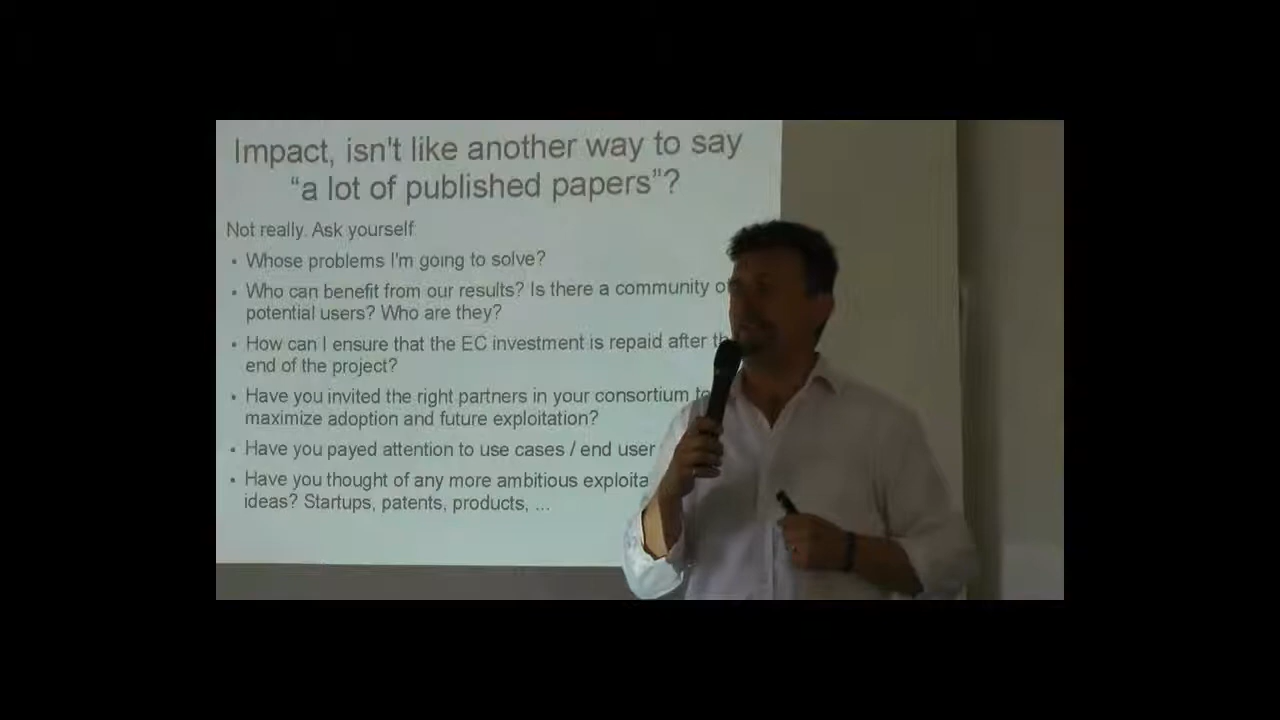 Impact, isn't like another way to say
“a lot of published papers”?
Not really. Ask yourself
• Whose problems I'm going to solve?
• Who can benefit from our results? Is there a community
potential users? Who are they?
• How can I ensure that the EC investment is repaid after
end of the project?
• Have you invited the right partners in your consortium
maximize adoption and future exploitation?
• Have you payed attention to use cases / end user
• Have you thought of any more ambitious
ideas? Startups, patents, products, ...